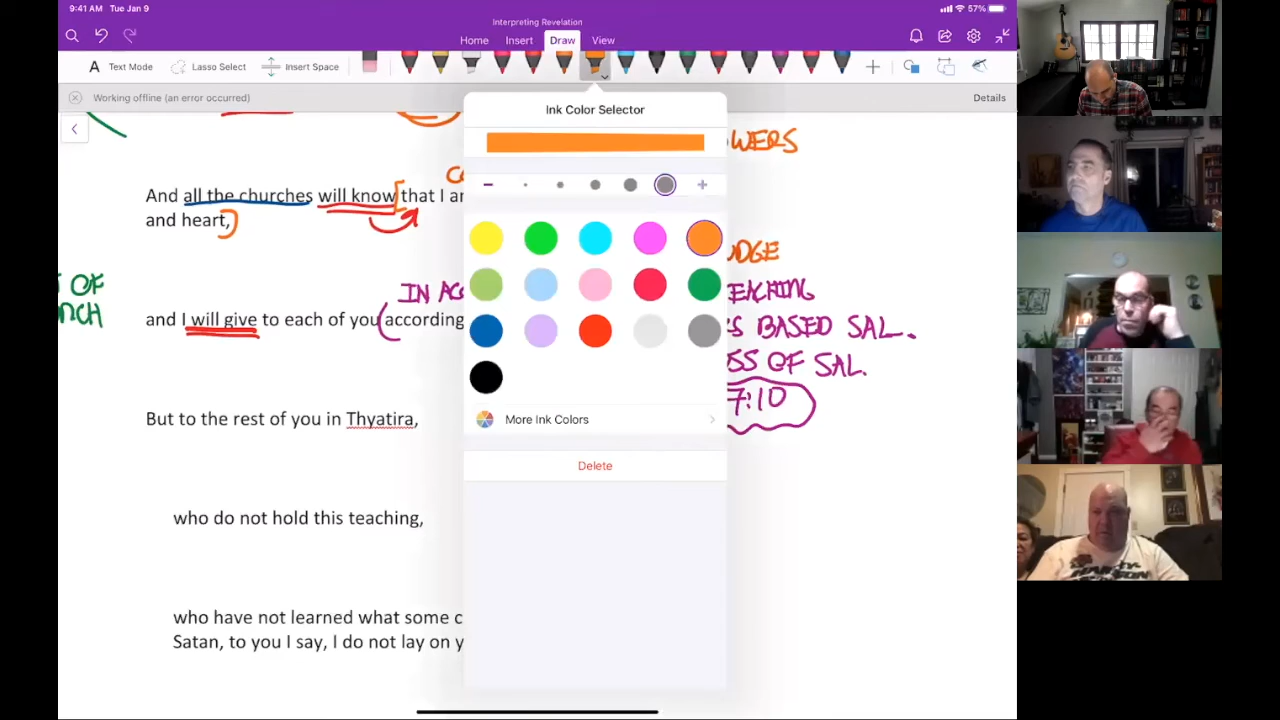 9:41 AM Tue Jan 9
57%
Interpreting Revelation
Home Insert Draw View
Text Mode Lasso Select Insert Space
Working offline (an error occurred) Details
Ink Color Selector
And all the churches will know that I
and heart,
DGE
OF
IN
EACHING
and I will give to each of you according
BASED SAL.
SS OF SAL.
7:10
But to the rest of you in Thyatira,
More Ink Colors
Delete
who do not hold this teaching,
who have not learned what some
Satan, to you I say, I do not lay on